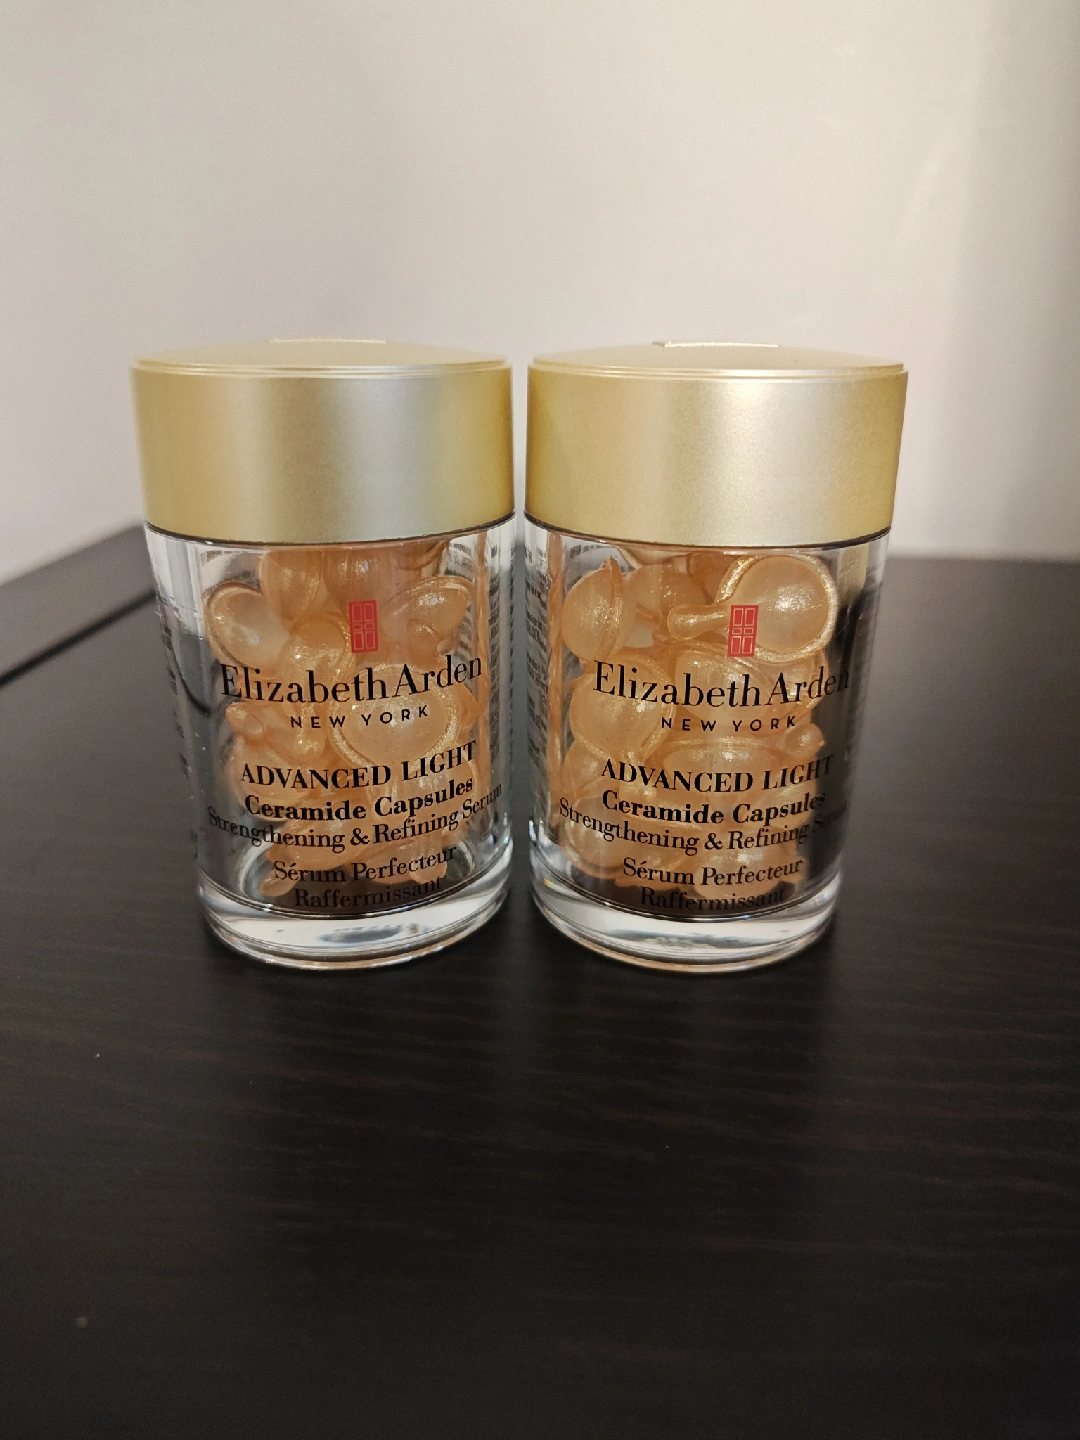 Elizabeth Arden
NEW YORK
ADVANCED LIGHT
Ceramide Capsules
Strengthening & Refining Serum
Sérum Perfecteur
Raffermissant
Elizabeth Arden
NEW YORK
ADVANCED LIGHT
Ceramide Capsules
Strengthening & Refining Serum
Sérum Perfecteur
Raffermissant